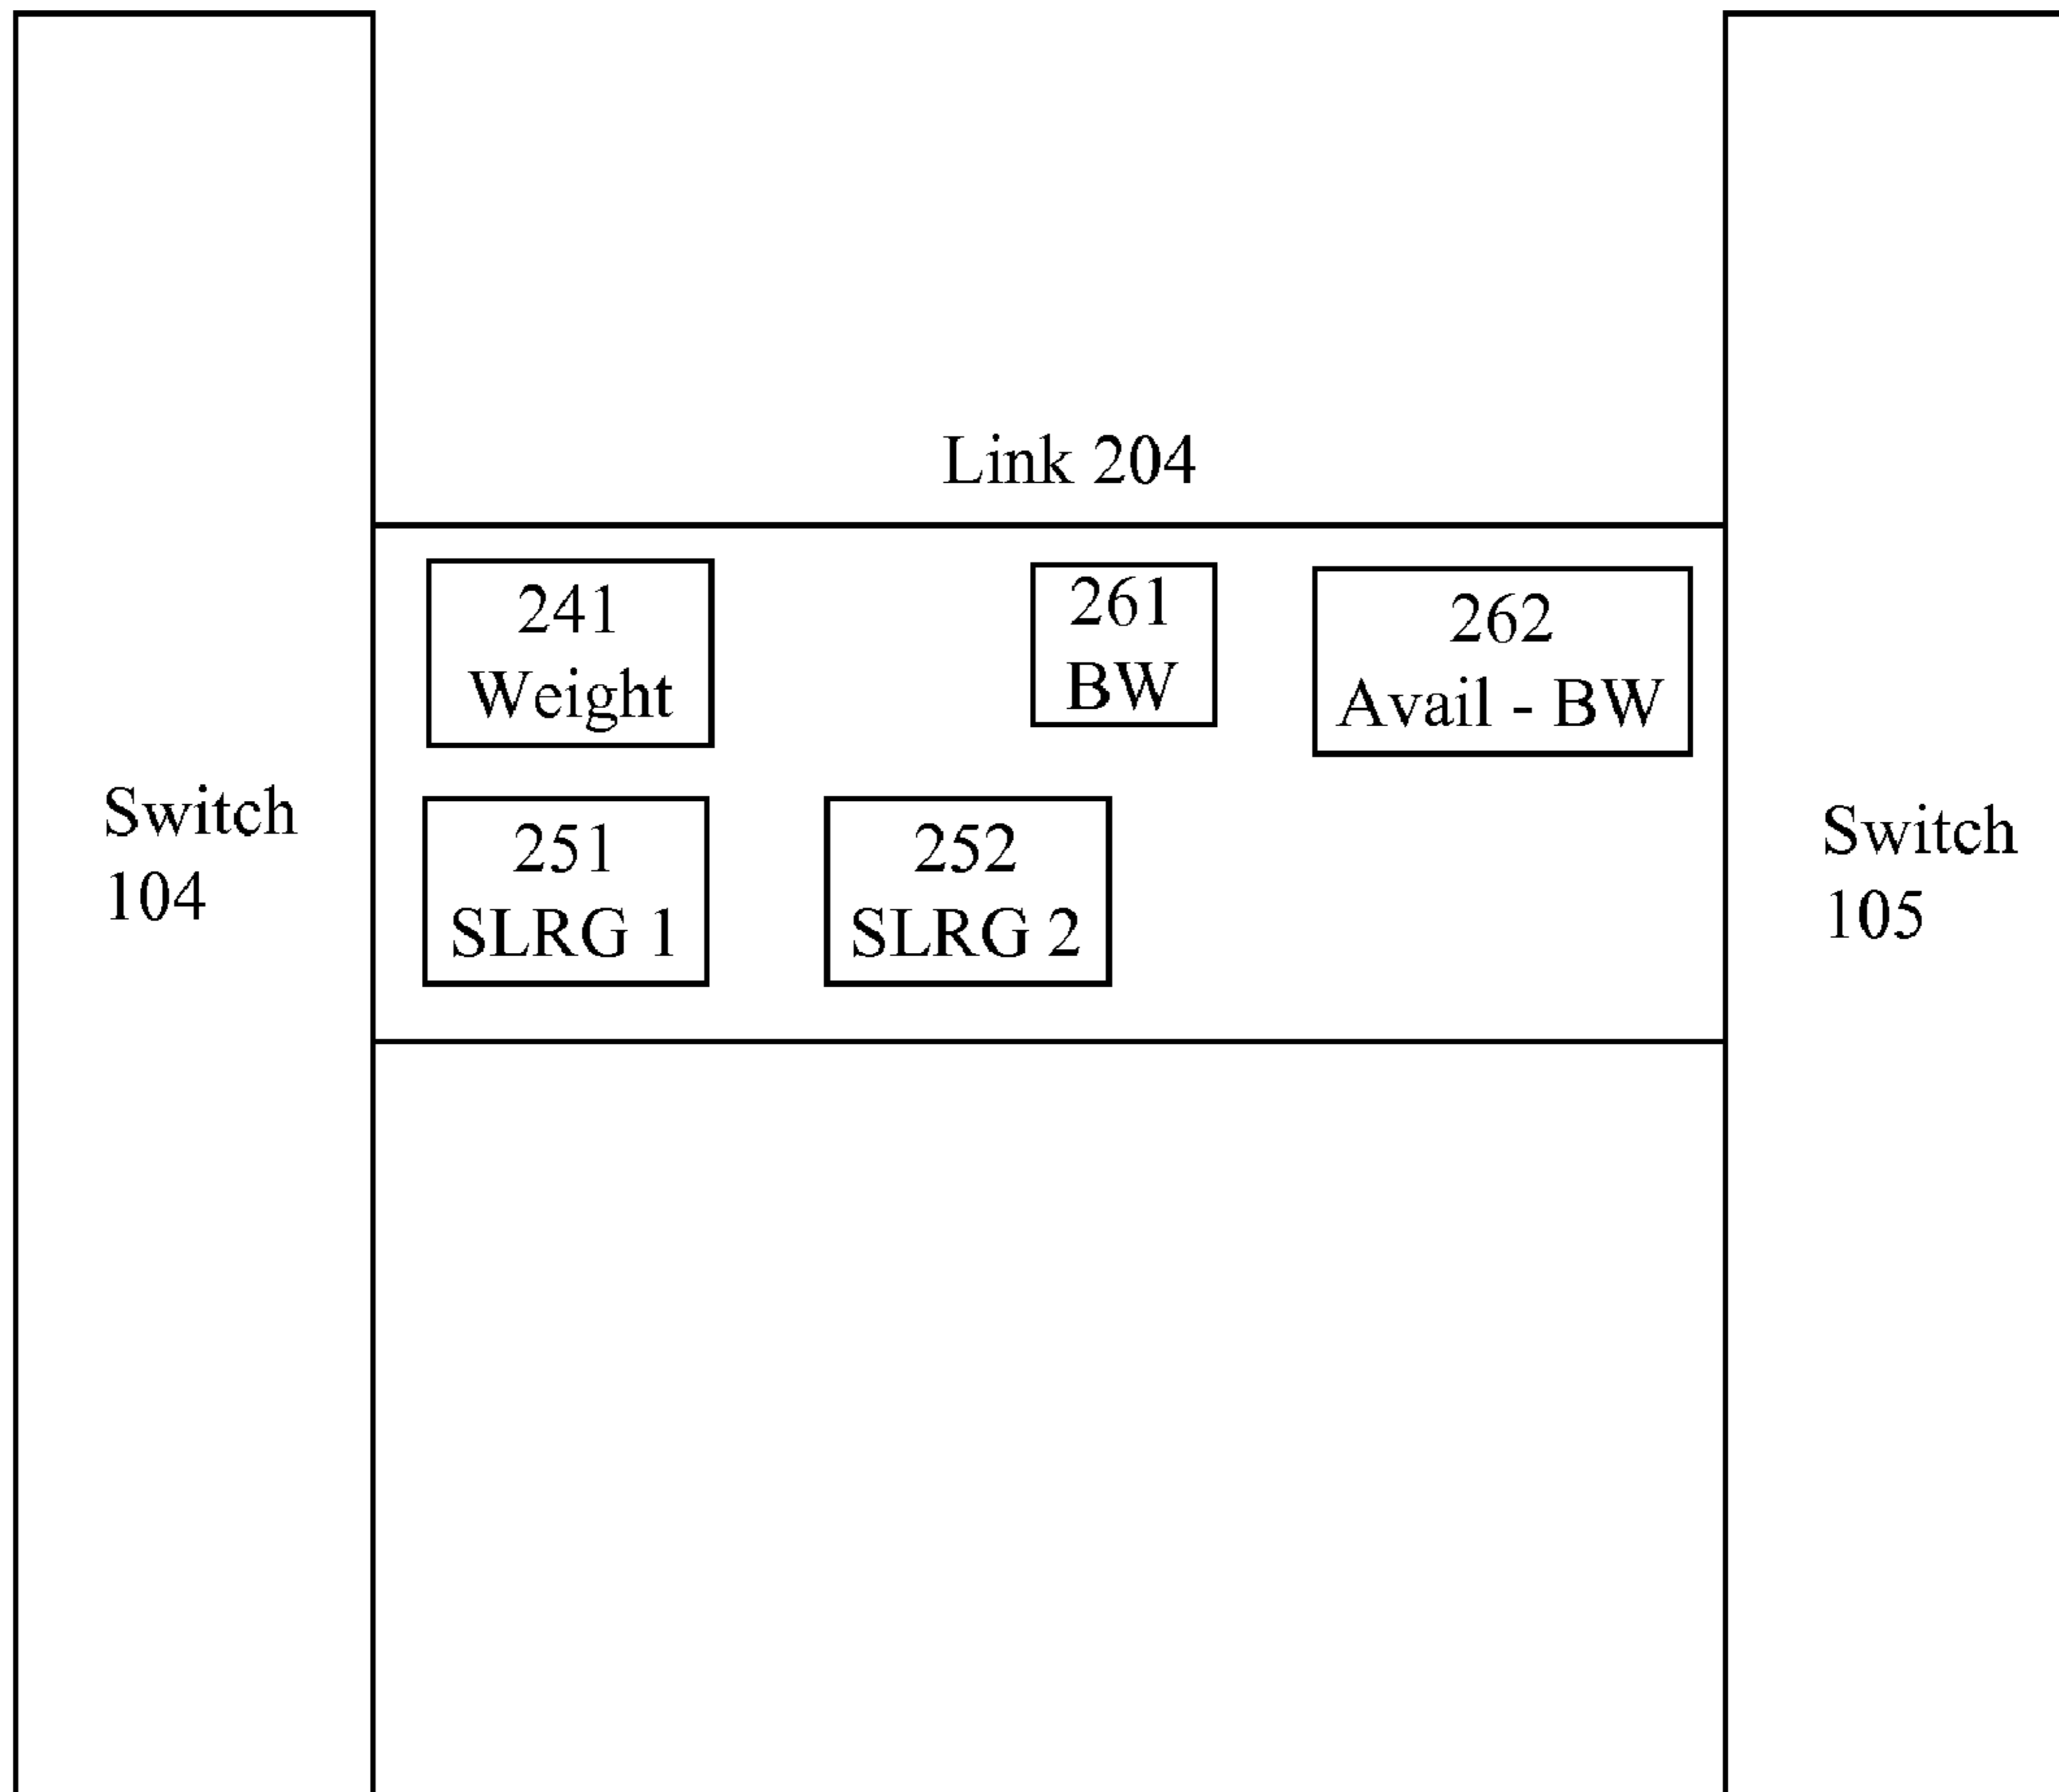 Link 204
241
Weight
261
BW
262
Avail - BW
Switch
104
251
SLRG 1
252
SLRG 2
Switch
105